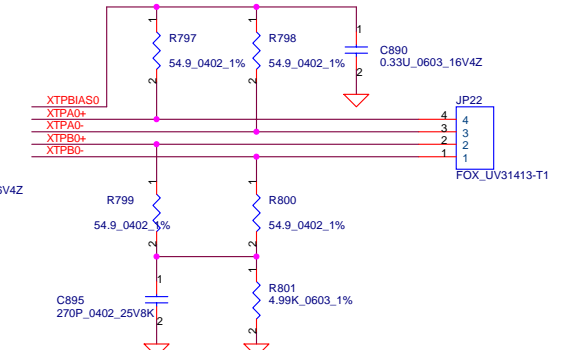 1
1
R797
R798
1
C890
0.33U_0603_16V4Z
54.9_0402_1%
54.9_0402_1%
2
2
2
XTPBIAS0
JP22
XTPA0+
4
4
XTPA0-
3
3
XTPB0+
2
2
XTPB0-
1
1
FOX_UV31413-T1
V4Z
1
1
R799
R800
54.9_0402_1%
54.9_0402_1%
2
2
1
1
R801
4.99K_0603_1%
C895
270P_0402_25V8K
2
2